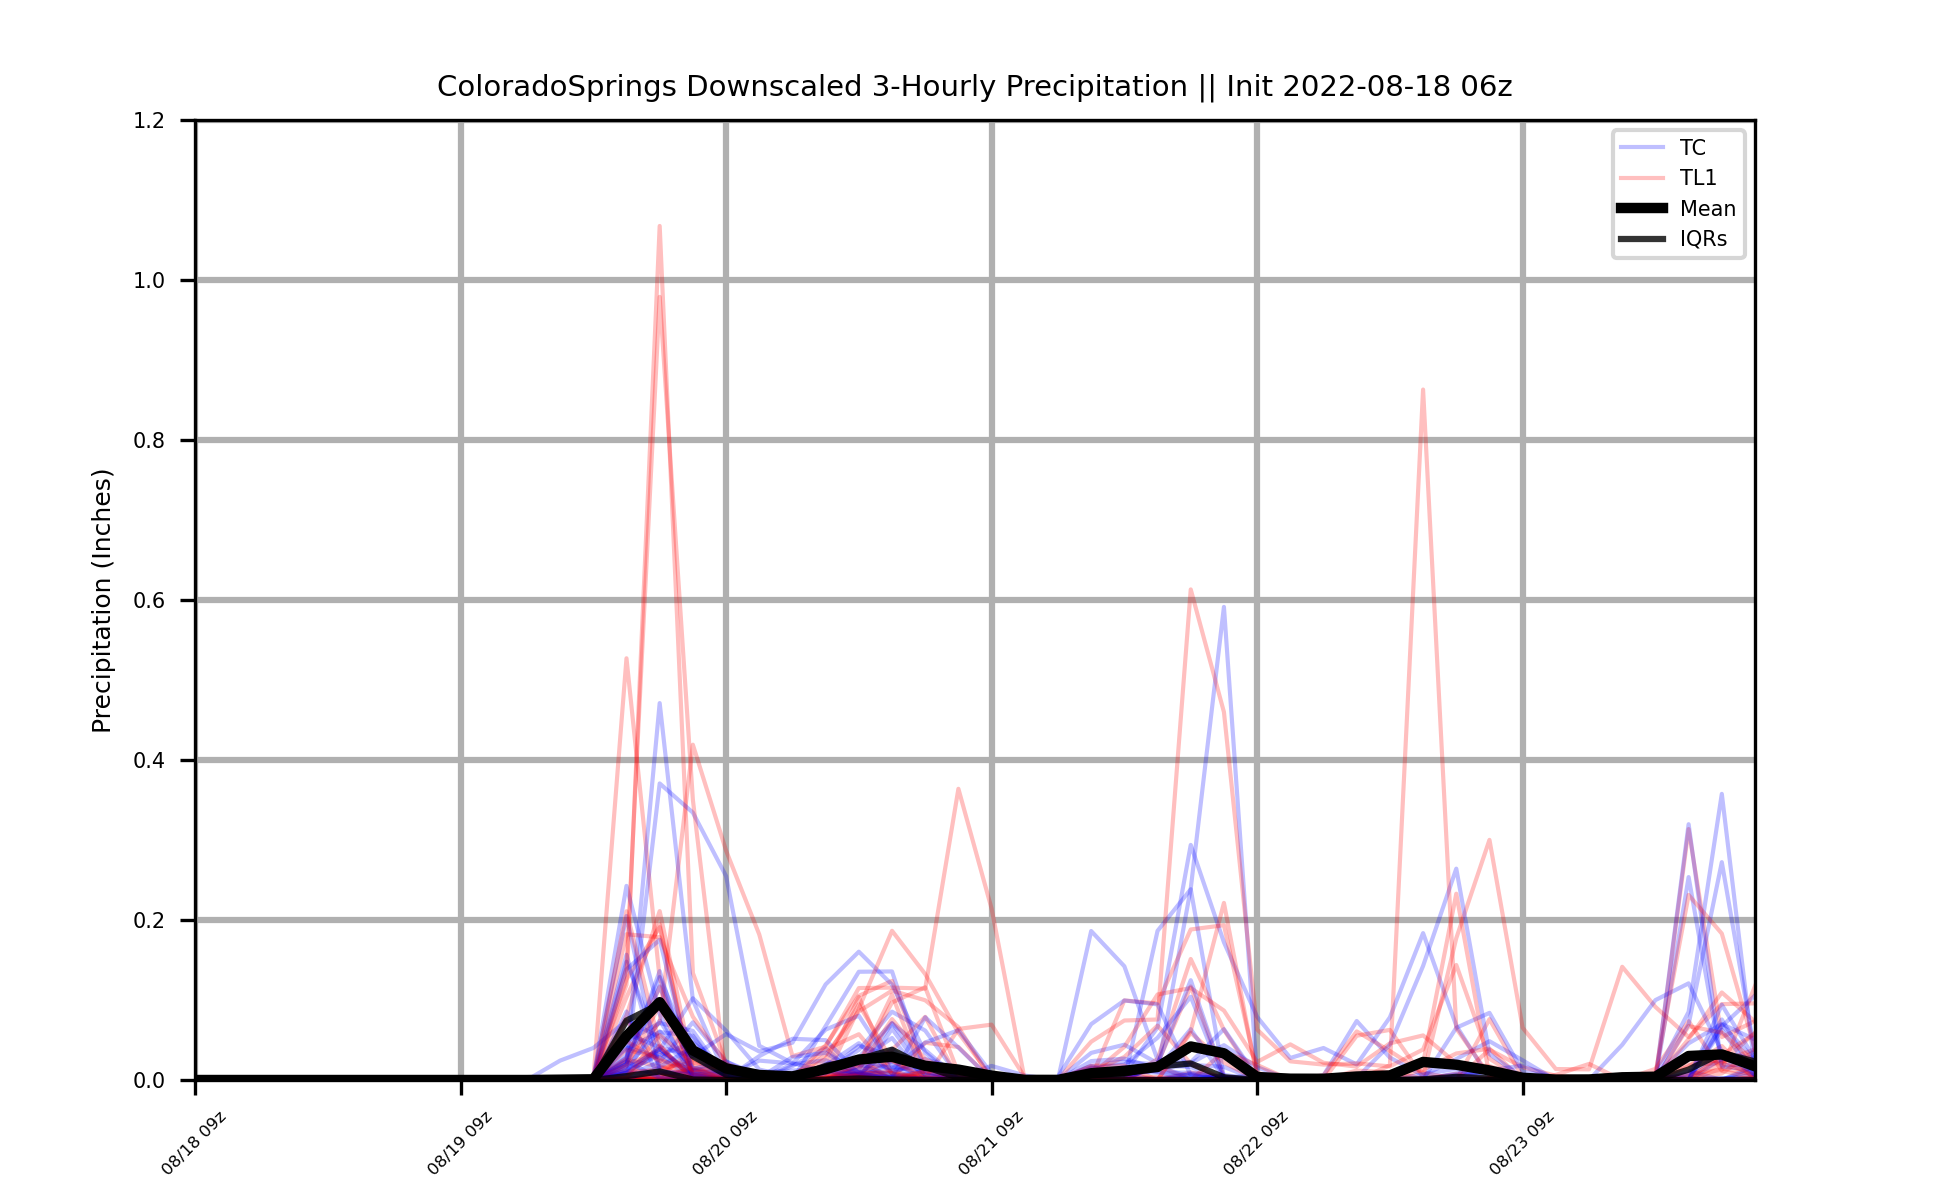 ColoradoSprings Downscaled 3-Hourly Precipitation || Init 2022-08-18 06z
Precipitation (Inches)
1.2
1.0
0.8
0.6
0.4
0.2
0.0
TC
TL1
Mean
IQRs
08/18 09z
08/19 09z
08/20 09z
08/21 09z
08/22 09z
08/23 09z